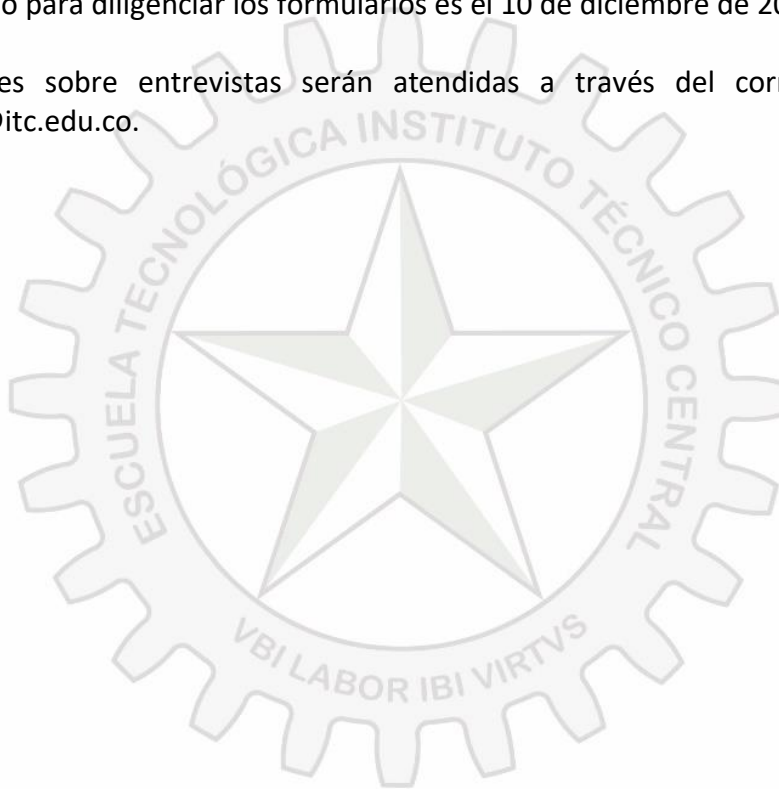 para diligenciar los formularios es el 10 de diciembre de
sobre entrevistas serán atendidas a través del
@itc.edu.co.
ESCUELA TECNOLÓGICA INSTITUTO TÉCNICO CENTRAL
VBI LABOR IBI VIRTVS